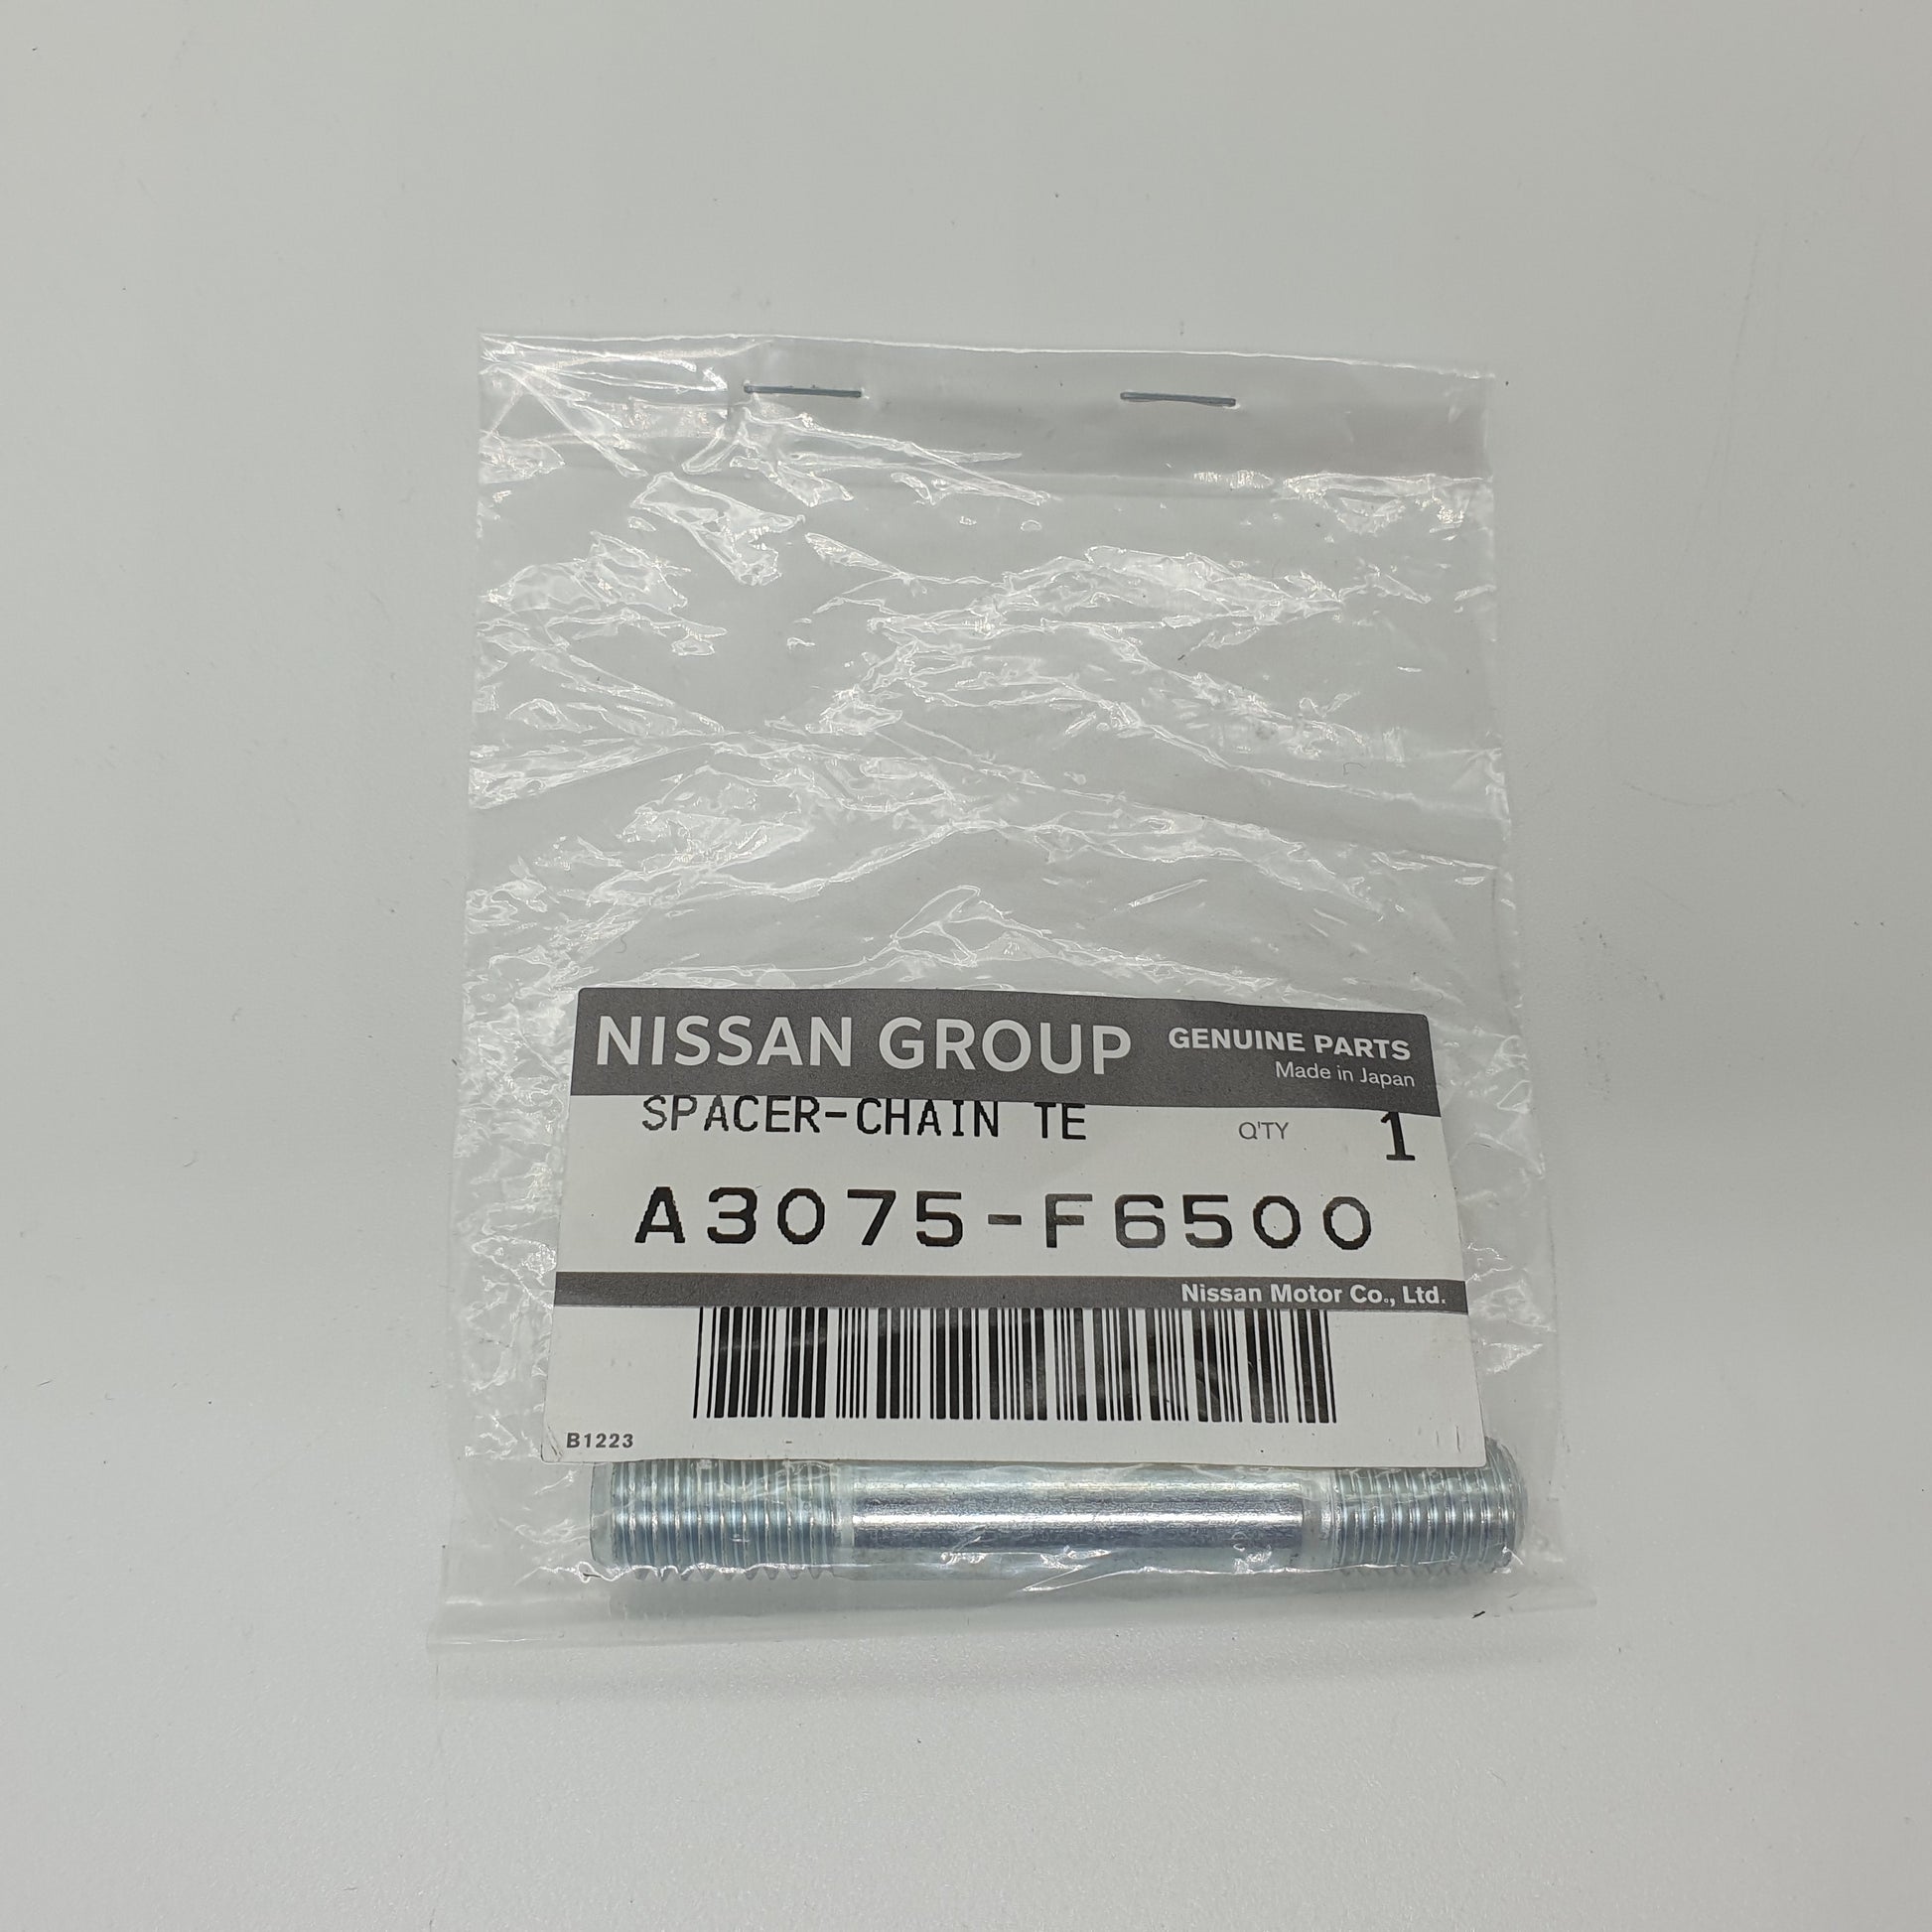 NISSAN GROUP GENUINE PARTS
Made in Japan
SPACER-CHAIN TE Q'TY 1
A3075-F6500
Nissan Motor Co., Ltd.
B1223